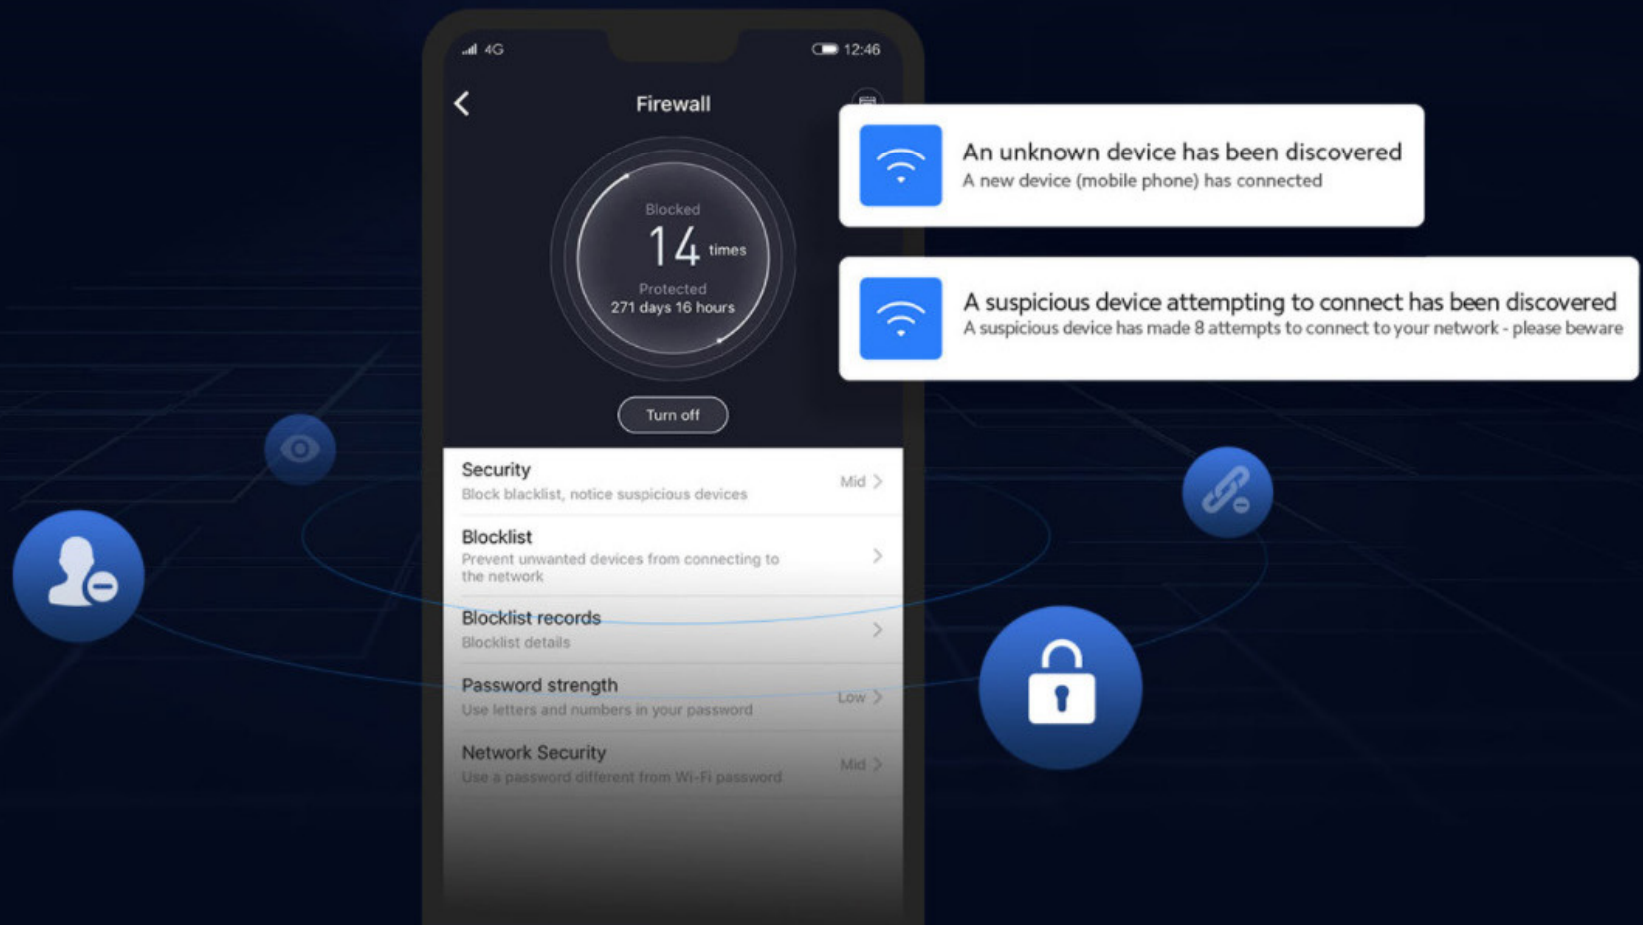 4G
12:46
Firewall
Blocked
14 times
Protected
271 days 16 hours
Turn off
An unknown device has been discovered
A new device (mobile phone) has connected
A suspicious device attempting to connect has been discovered
A suspicious device has made 8 attempts to connect to your network - please beware
Security
Block blacklist, notice suspicious devices
Mid
Blocklist
Prevent unwanted devices from connecting to
the network
Blocklist records
Blocklist details
Password strength
Use letters and numbers in your password
Low
Network Security
Use a password different from Wi-Fi password
Mid